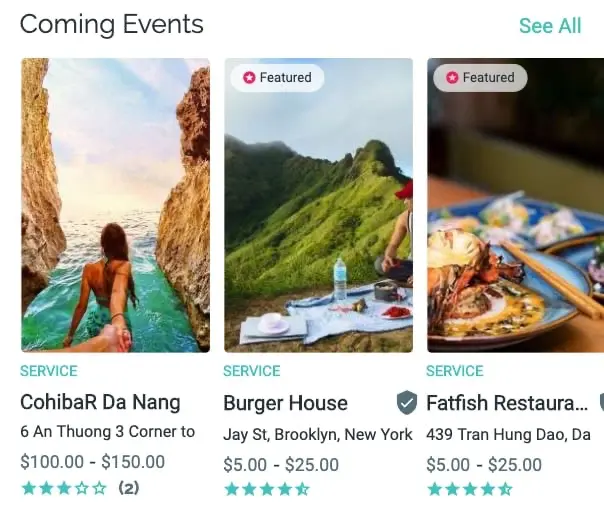 Coming Events
See All
Featured
Featured
SERVICE
CohibaR Da Nang
6 An Thuong 3 Corner to
$100.00 - $150.00
(2)
SERVICE
Burger House
Jay St, Brooklyn, New York
$5.00 - $25.00
SERVICE
Fatfish Restaura...
439 Tran Hung Dao, Da
$5.00 - $25.00